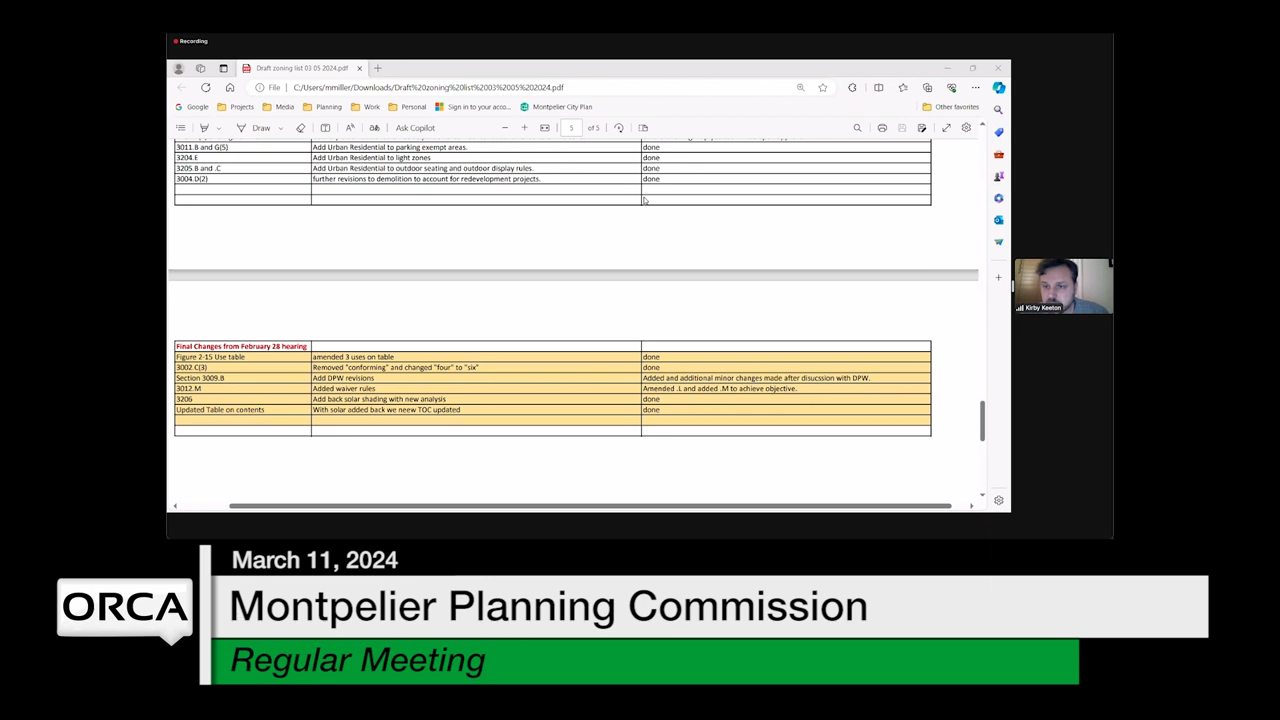 Recording
Draft zoning list 03 05 2024.pdf
File C:/Users/mmiller/Downloads/Draft%20zoning%20list%2003%2005%202024.pdf
Google Projects Media Planning Work Personal Sign in to your acco... Montpelier City Plan Other favorites
Draw Ask Copilot 5 of 5
3011.B and G(5) Add Urban Residential to parking exempt areas. done
3204.E Add Urban Residential to light zones done
3205.B and .C Add Urban Residential to outdoor seating and outdoor display rules. done
3004.D(2) further revisions to demolition to account for redevelopment projects. done
Kirby Keeton
Final Changes from February 28 hearing
Figure 2-15 Use table amended 3 uses on table done
3002.C(3) Removed "conforming" and changed "four" to "six" done
Section 3009.B Add DPW revisions Added and additional minor changes made after disucssion with DPW.
3012.M Added waiver rules Amended .L and added .M to achieve objective.
3206 Add back solar shading with new analysis done
Updated Table on contents With solar added back we neew TOC updated done
March 11, 2024
ORCA
Montpelier Planning Commission
Regular Meeting